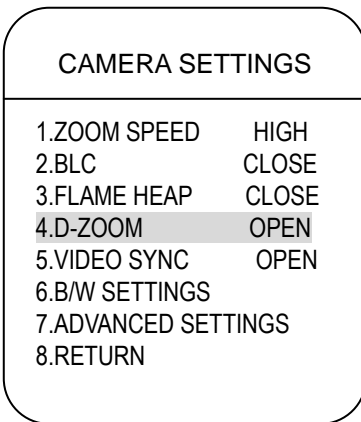 CAMERA SETTINGS
1.ZOOM SPEED HIGH
2.BLC CLOSE
3.FLAME HEAP CLOSE
4.D-ZOOM OPEN
5.VIDEO SYNC OPEN
6.B/W SETTINGS
7.ADVANCED SETTINGS
8.RETURN